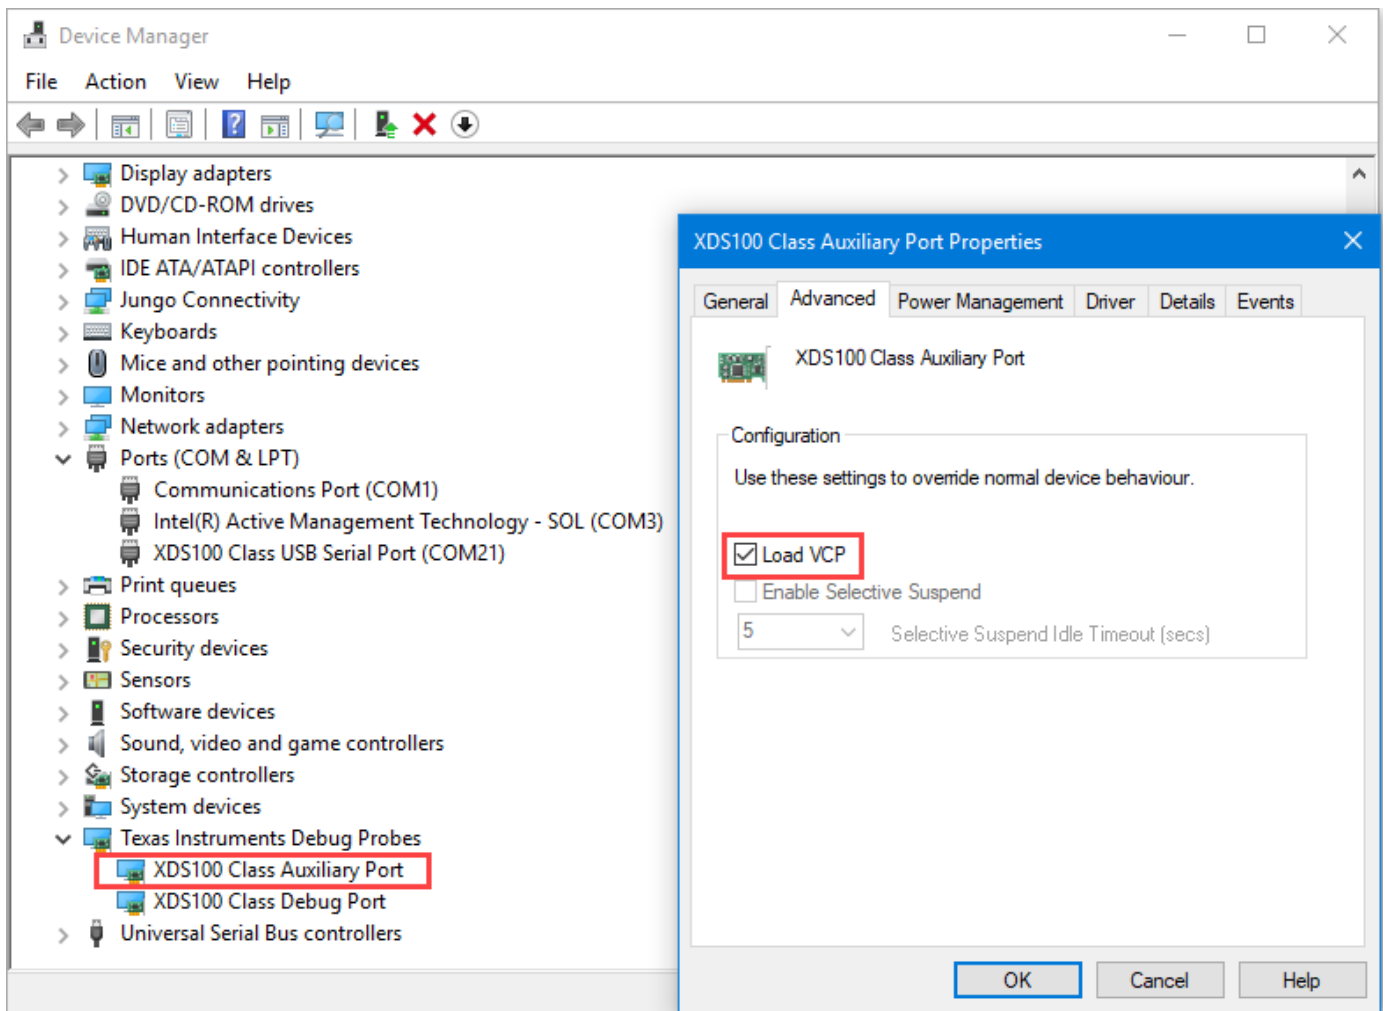 Device Manager
File Action View Help
Display adapters
DVD/CD-ROM drives
Human Interface Devices
IDE ATA/ATAPI controllers
Jungo Connectivity
Keyboards
Mice and other pointing devices
Monitors
Network adapters
Ports (COM & LPT)
Communications Port (COM1)
Intel(R) Active Management Technology - SOL (COM3)
XDS100 Class USB Serial Port (COM21)
Print queues
Processors
Security devices
Sensors
Software devices
Sound, video and game controllers
Storage controllers
System devices
Texas Instruments Debug Probes
XDS100 Class Auxiliary Port
XDS100 Class Debug Port
Universal Serial Bus controllers
XDS100 Class Auxiliary Port Properties
General Advanced Power Management Driver Details Events
XDS100 Class Auxiliary Port
Configuration
Use these settings to override normal device behaviour.
Load VCP
Enable Selective Suspend
5 Selective Suspend Idle Timeout (secs)
OK Cancel Help